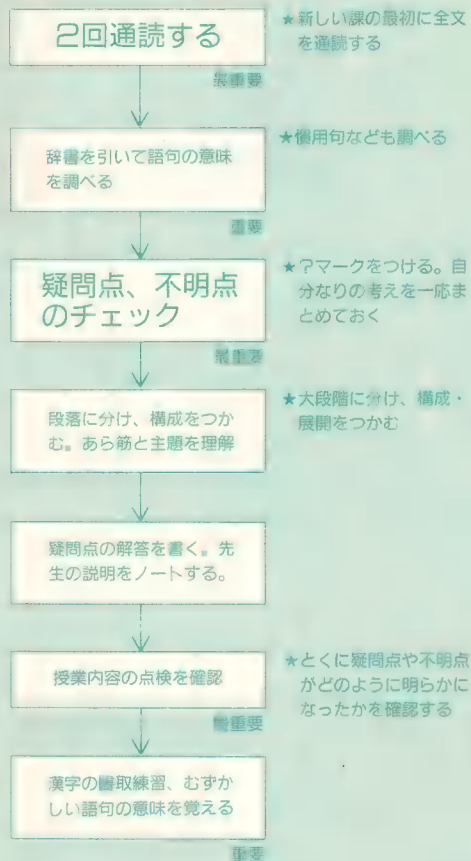 2回通読する
★新しい課の最初に全文
を通読する
最重要
辞書を引いて語句の意味
を調べる
★慣用句なども調べる
重要
疑問点、不明点
のチェック
★?マークをつける。自
分なりの考えを一応ま
とめておく
最重要
段落に分け、構成をつか
む。あら筋と主題を理解
★大段階に分け、構成・
展開をつかむ
疑問点の解答を書く。先
生の説明をノートする。
授業内容の点検を確認
★とくに疑問点や不明点
がどのように明らかに
なったかを確認する
最重要
漢字の書取練習、むずか
しい語句の意味を覚える
重要